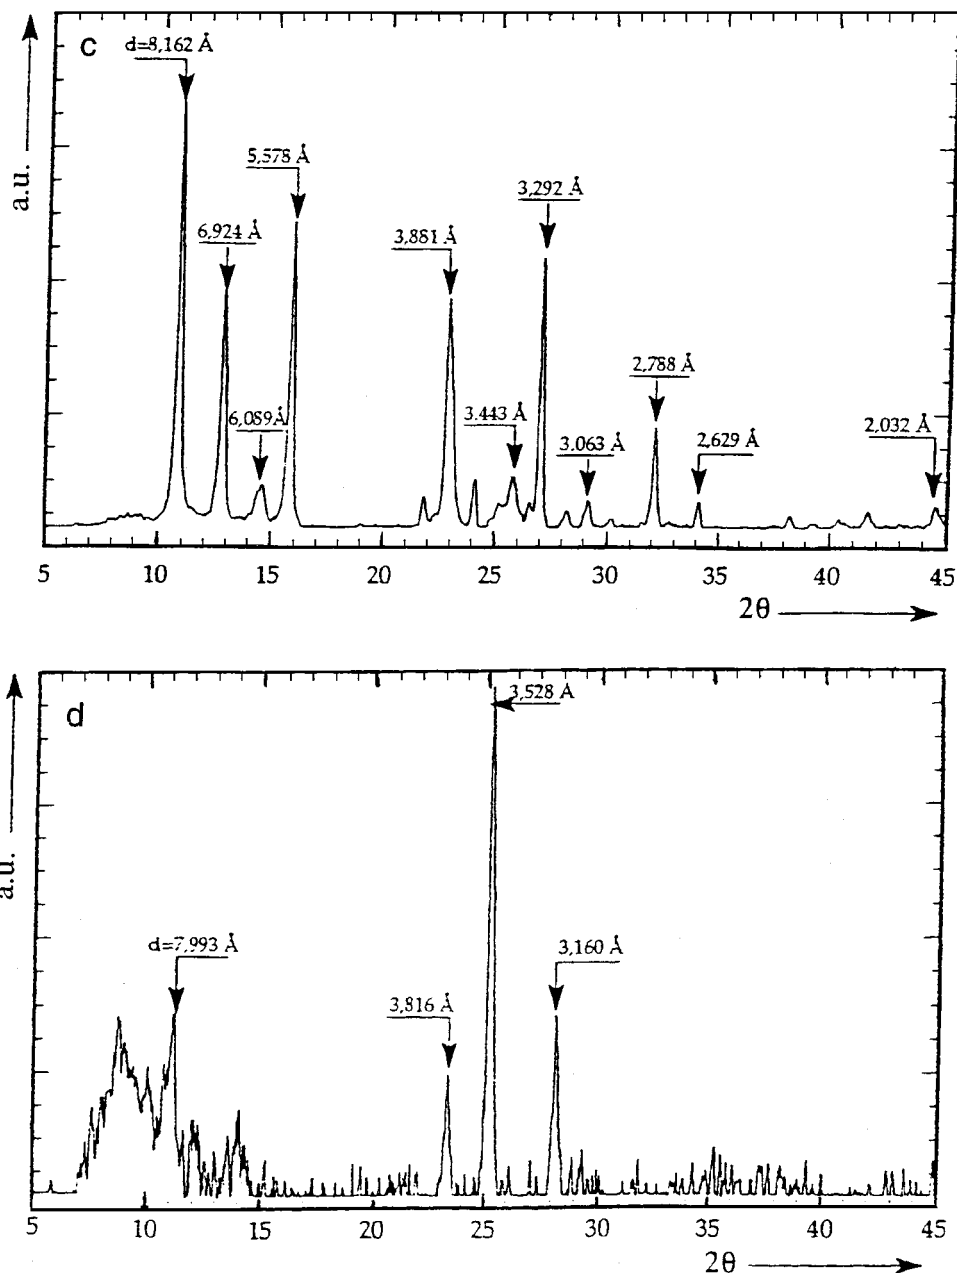 c
d=8,162 Å
5,578 Å
3,292 Å
6,924 Å
3,881 Å
2,788 Å
6,089Å
3.443 Å
3.063 Å
2,629 Å
2,032 Å
a.u.
5 10 15 20 25 30 35 40 45
2θ
d
3,528 A
d=7,993 Å
3,160 Å
3,816 Å
a.u.
5 10 15 20 25 30 35 40 45
2θ